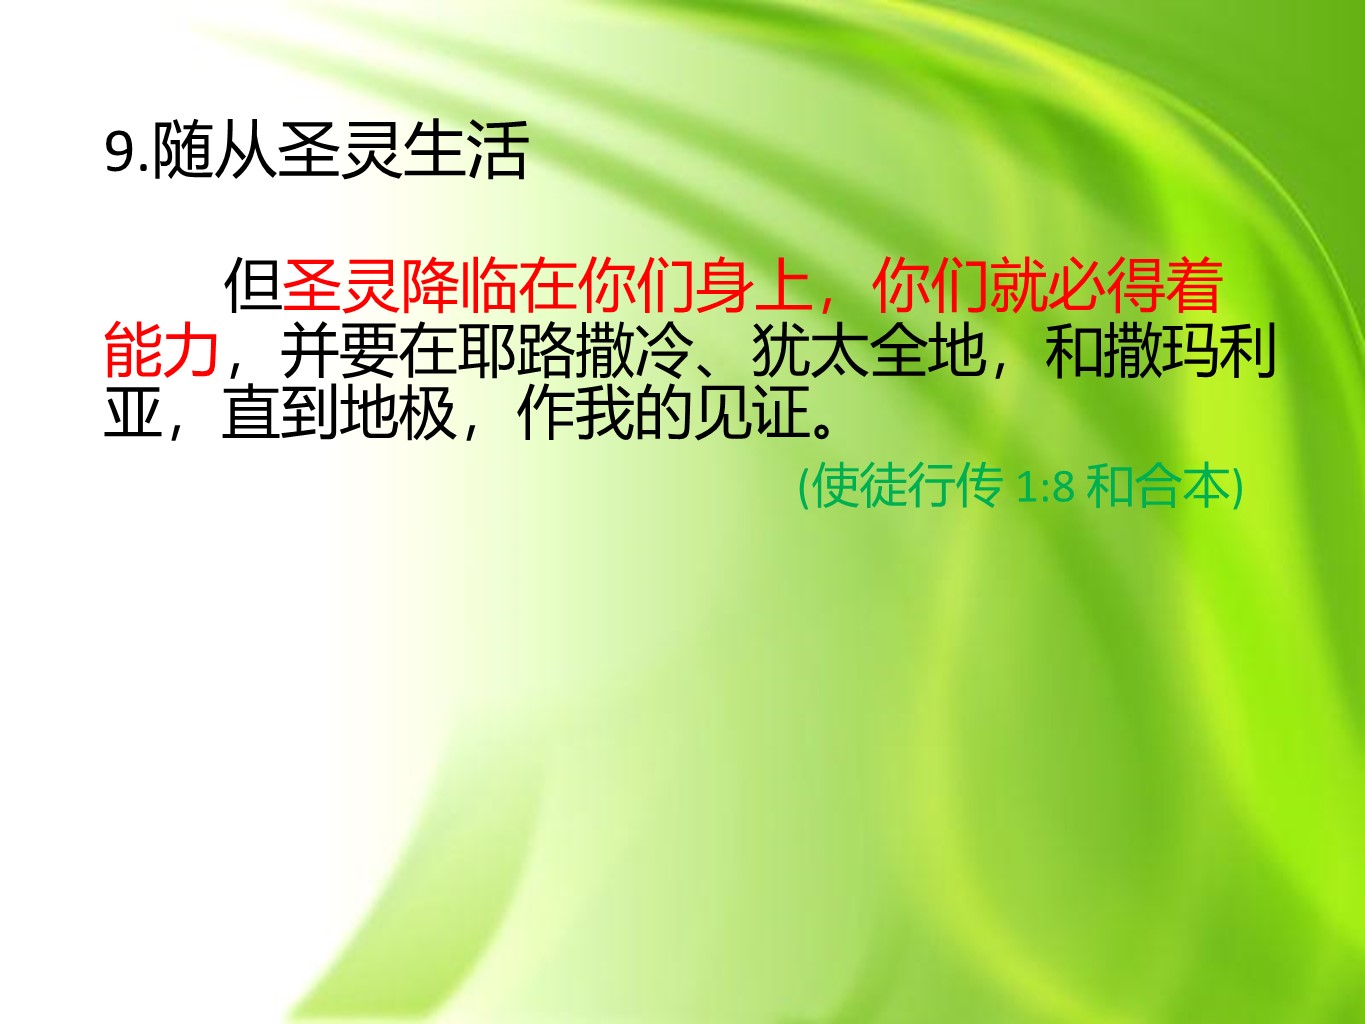 9.随从圣灵生活
但圣灵降临在你们身上，你们就必得着
能力，并要在耶路撒冷、犹太全地，和撒玛利
亚，直到地极，作我的见证。
(使徒行传 1:8 和合本)